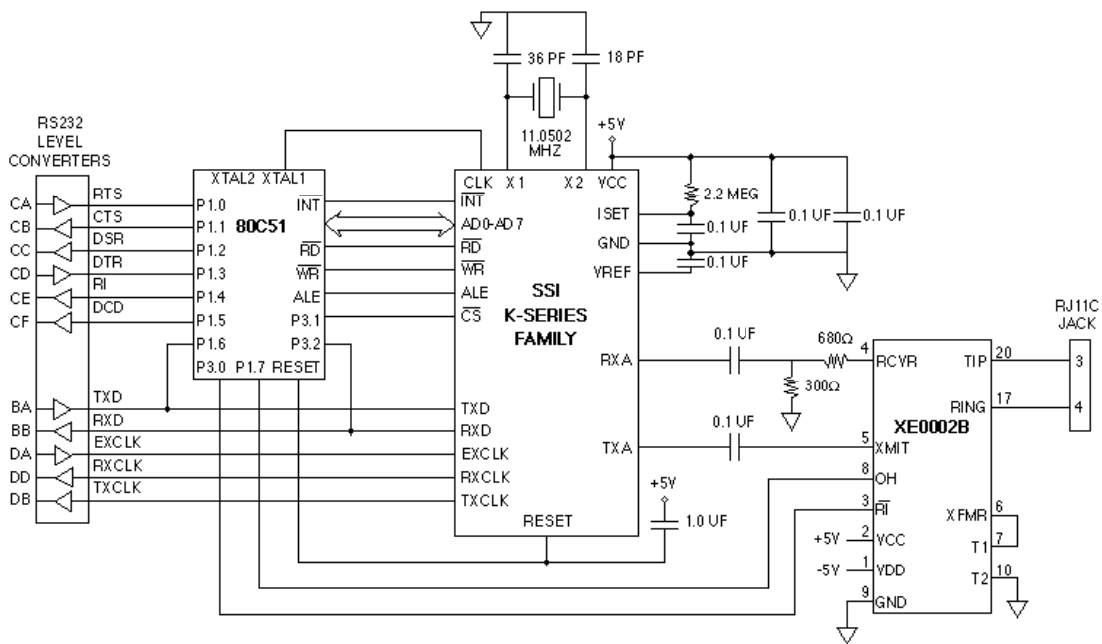 36 PF
18 PF
11.0502
MHZ
RS232
LEVEL
CONVERTERS
+5V
XTAL2 XTAL1
CLK X1 X2 VCC
CA RTS P1.0 INT INT
CB CTS P1.1 80C51 AD0-AD7
CC DSR P1.2 RD RD
CD DTR P1.3 WR WR
CE RI P1.4 ALE ALE
CF DCD P1.5 P3.1 CS
P1.6 P3.2
P3.0 P1.7 RESET
2.2 MEG
ISET
0.1 UF
0.1 UF
0.1 UF
GND
VREF
0.1 UF
SSI
K-SERIES
FAMILY
RJ11C
JACK
RXA
0.1 UF
680Ω
300Ω
4 RCVR TIP 20 3
RING 17 4
XE0002B
BA TXD TXD
BB RXD RXD
DA EXCLK EXCLK
DD RXCLK RXCLK
DB TXCLK TXCLK
TXA
0.1 UF
5 XMIT
8 OH
3 RI
XFMR 6
+5V 2 VCC
T1 7
-5V 1 VDD
T2 10
9 GND
RESET
+5V
1.0 UF